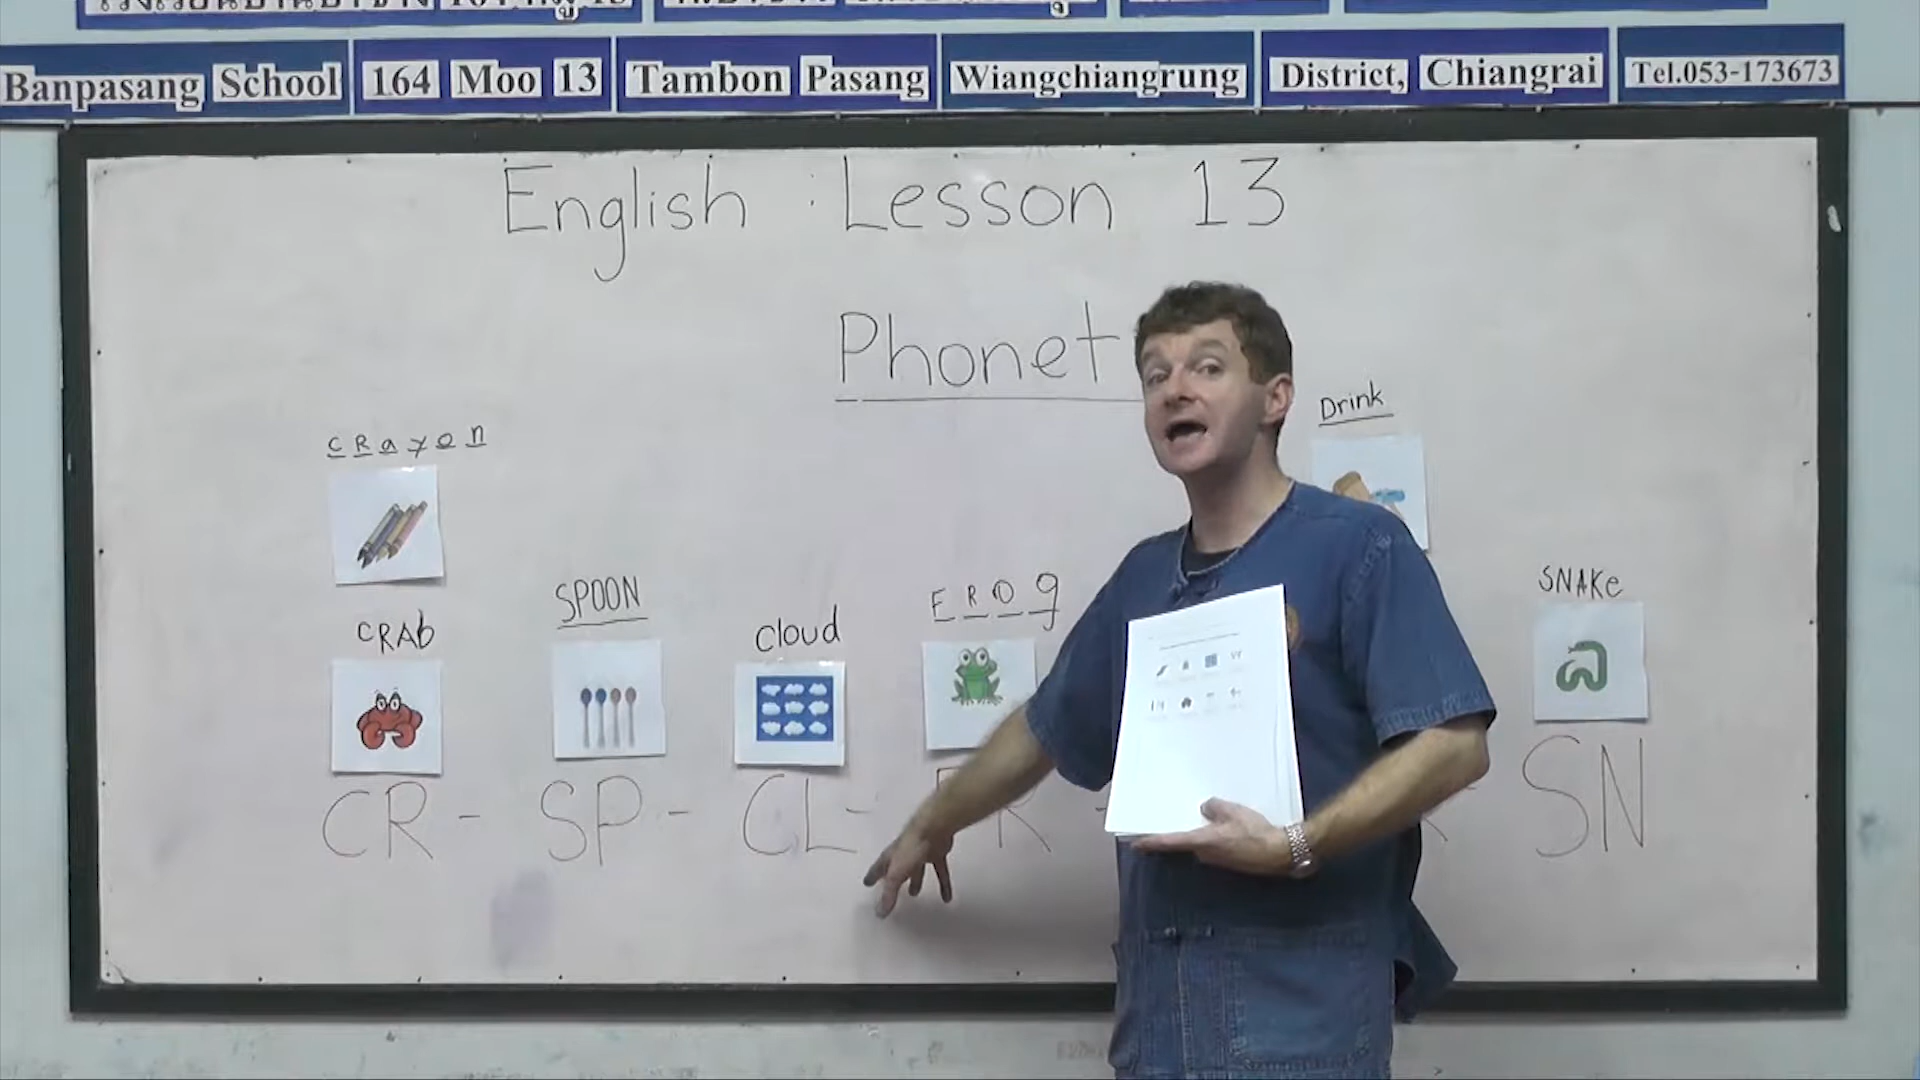 Banpasang School 164 Moo 13 Tambon Pasang Wiangchiangrung District, Chiangrai Tel.053-173673
English : Lesson 13
Phonet
Drink
cRayon
SPOON
SNAKe
FROg
cRAb
cloud
CR - SP - CL - R - SN